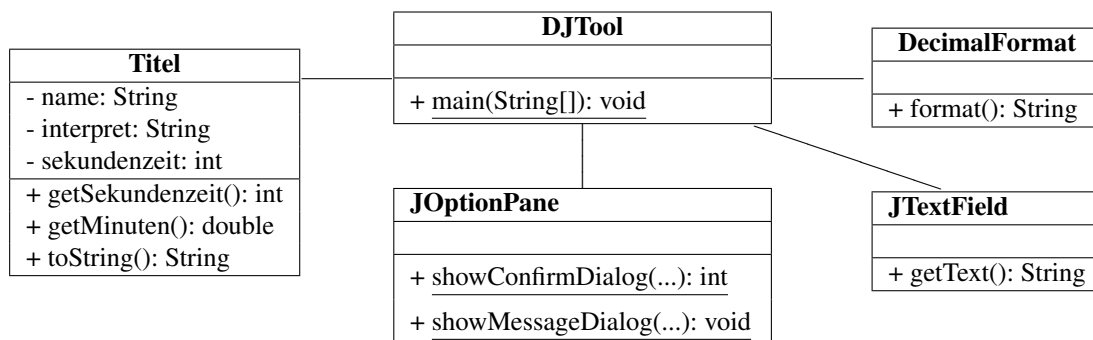 Titel
- name: String
- interpret: String
- sekundenzeit: int
+ getSekundenzeit(): int
+ getMinuten(): double
+ toString(): String
DJTool
+ main(String[]): void
JOptionPane
+ showConfirmDialog(...): int
+ showMessageDialog(...): void
DecimalFormat
+ format(): String
JTextField
+ getText(): String